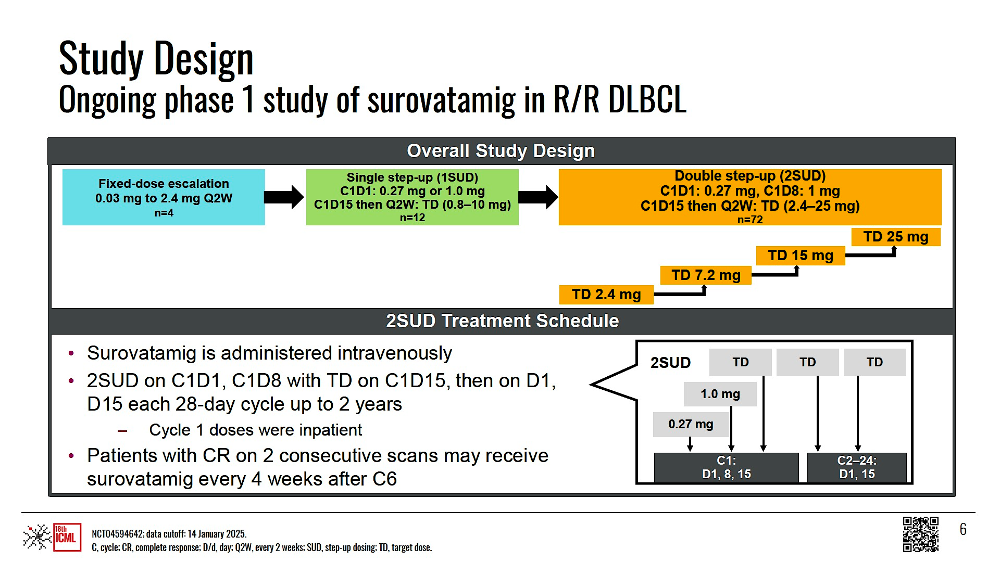 Study Design
Ongoing phase 1 study of surovatamig in R/R DLBCL
Overall Study Design
Fixed-dose escalation
0.03 mg to 2.4 mg Q2W
n=4
Single step-up (1SUD)
C1D1: 0.27 mg or 1.0 mg
C1D15 then Q2W: TD (0.8–10 mg)
n=12
Double step-up (2SUD)
C1D1: 0.27 mg, C1D8: 1 mg
C1D15 then Q2W: TD (2.4–25 mg)
n=72
TD 25 mg
TD 15 mg
TD 7.2 mg
TD 2.4 mg
2SUD Treatment Schedule
• Surovatamig is administered intravenously
• 2SUD on C1D1, C1D8 with TD on C1D15, then on D1,
D15 each 28-day cycle up to 2 years
– Cycle 1 doses were inpatient
• Patients with CR on 2 consecutive scans may receive
surovatamig every 4 weeks after C6
2SUD
TD
TD
TD
1.0 mg
0.27 mg
C1:
D1, 8, 15
C2–24:
D1, 15
18th
ICML
NCT04594642; data cutoff: 14 January 2025.
C, cycle; CR, complete response; D/d, day; Q2W, every 2 weeks; SUD, step-up dosing; TD, target dose.
6